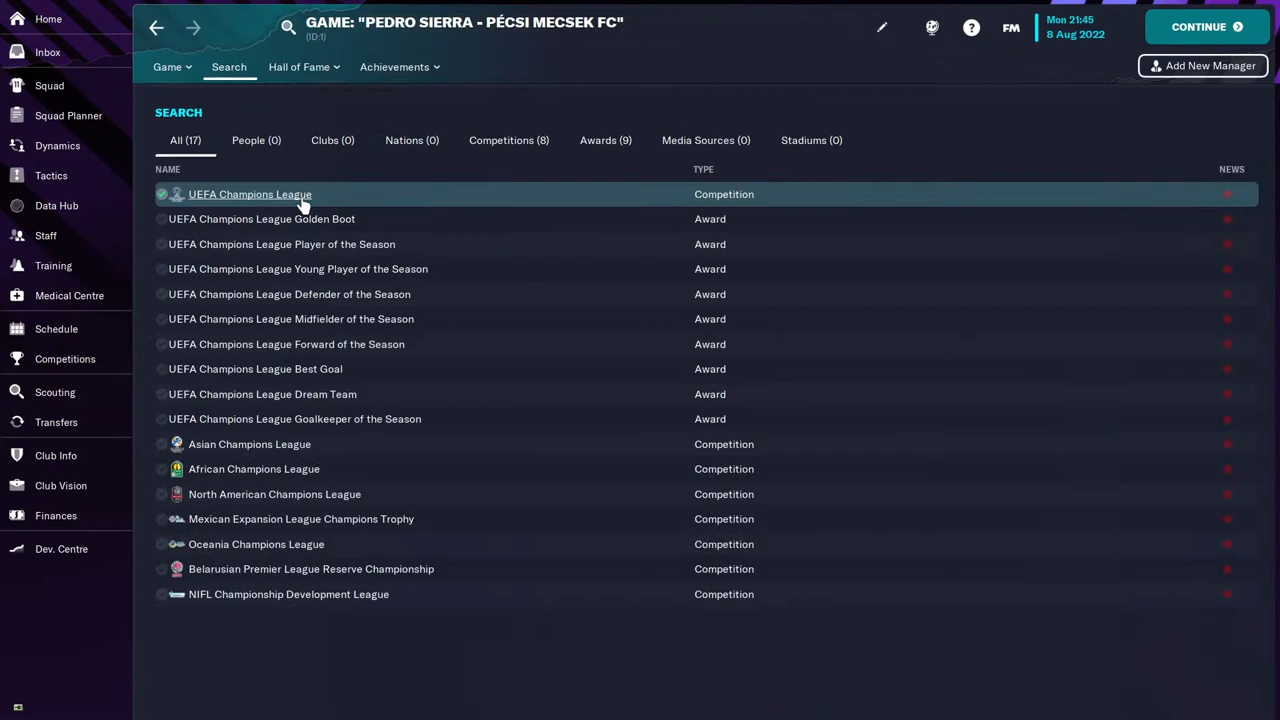 Home
Inbox
Squad
Squad Planner
Dynamics
Tactics
Data Hub
Staff
Training
Medical Centre
Schedule
Competitions
Scouting
Transfers
Club Info
Club Vision
Finances
Dev. Centre
GAME: "PEDRO SIERRA - PÉCSI MECSEK FC"
(ID:1)
FM
Mon 21:45
8 Aug 2022
CONTINUE
Game Search Hall of Fame Achievements
Add New Manager
SEARCH
All (17) People (0) Clubs (0) Nations (0) Competitions (8) Awards (9) Media Sources (0) Stadiums (0)
NAME TYPE NEWS
UEFA Champions League Competition
UEFA Champions League Golden Boot Award
UEFA Champions League Player of the Season Award
UEFA Champions League Young Player of the Season Award
UEFA Champions League Defender of the Season Award
UEFA Champions League Midfielder of the Season Award
UEFA Champions League Forward of the Season Award
UEFA Champions League Best Goal Award
UEFA Champions League Dream Team Award
UEFA Champions League Goalkeeper of the Season Award
Asian Champions League Competition
African Champions League Competition
North American Champions League Competition
Mexican Expansion League Champions Trophy Competition
Oceania Champions League Competition
Belarusian Premier League Reserve Championship Competition
NIFL Championship Development League Competition